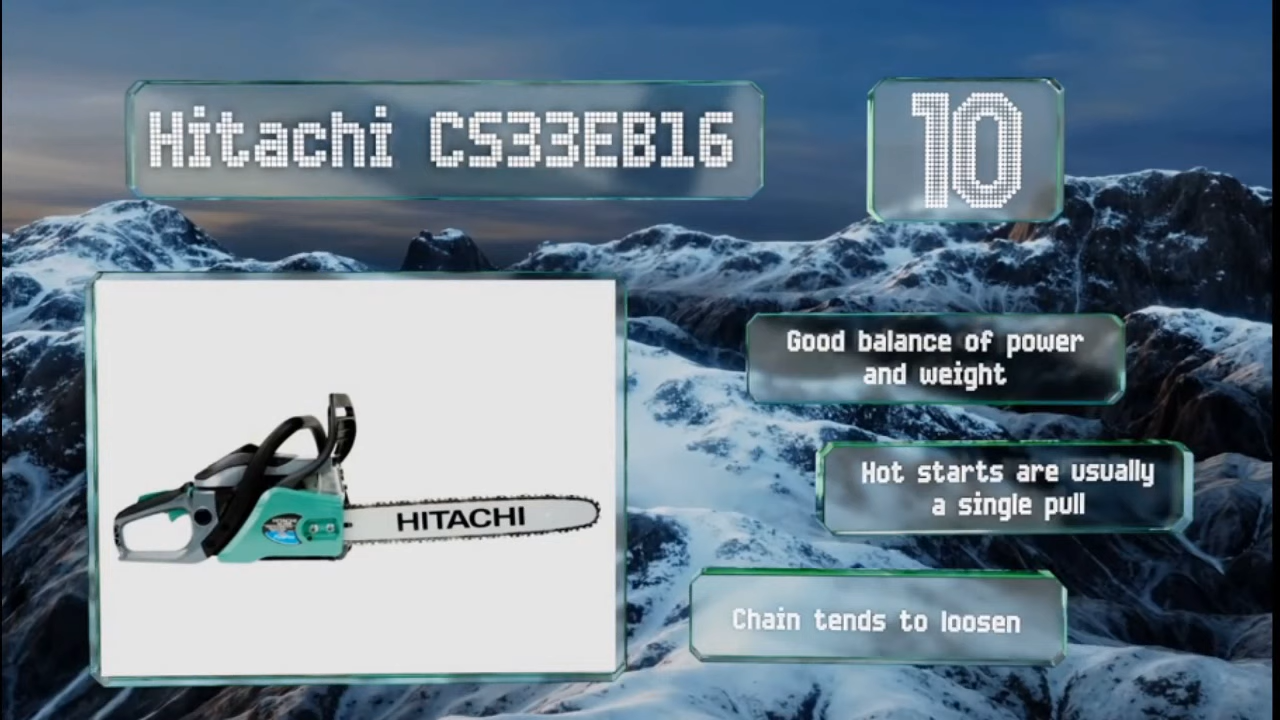 Hitachi CS33EB16
10
Good balance of power
and weight
Hot starts are usually
a single pull
Chain tends to loosen
HITACHI